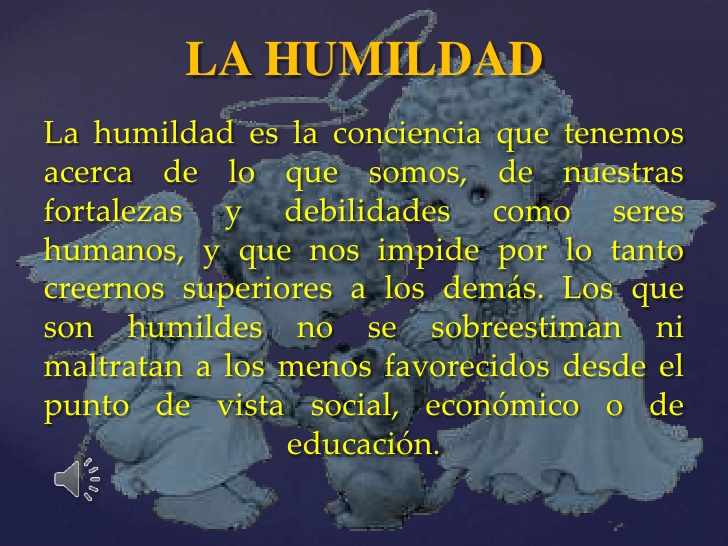 LA HUMILDAD
La humildad es la conciencia que tenemos
acerca de lo que somos, de nuestras
fortalezas y debilidades como seres
humanos, y que nos impide por lo tanto
creernos superiores a los demás. Los que
son humildes no se sobreestiman ni
maltratan a los menos favorecidos desde el
punto de vista social, económico o de
educación.